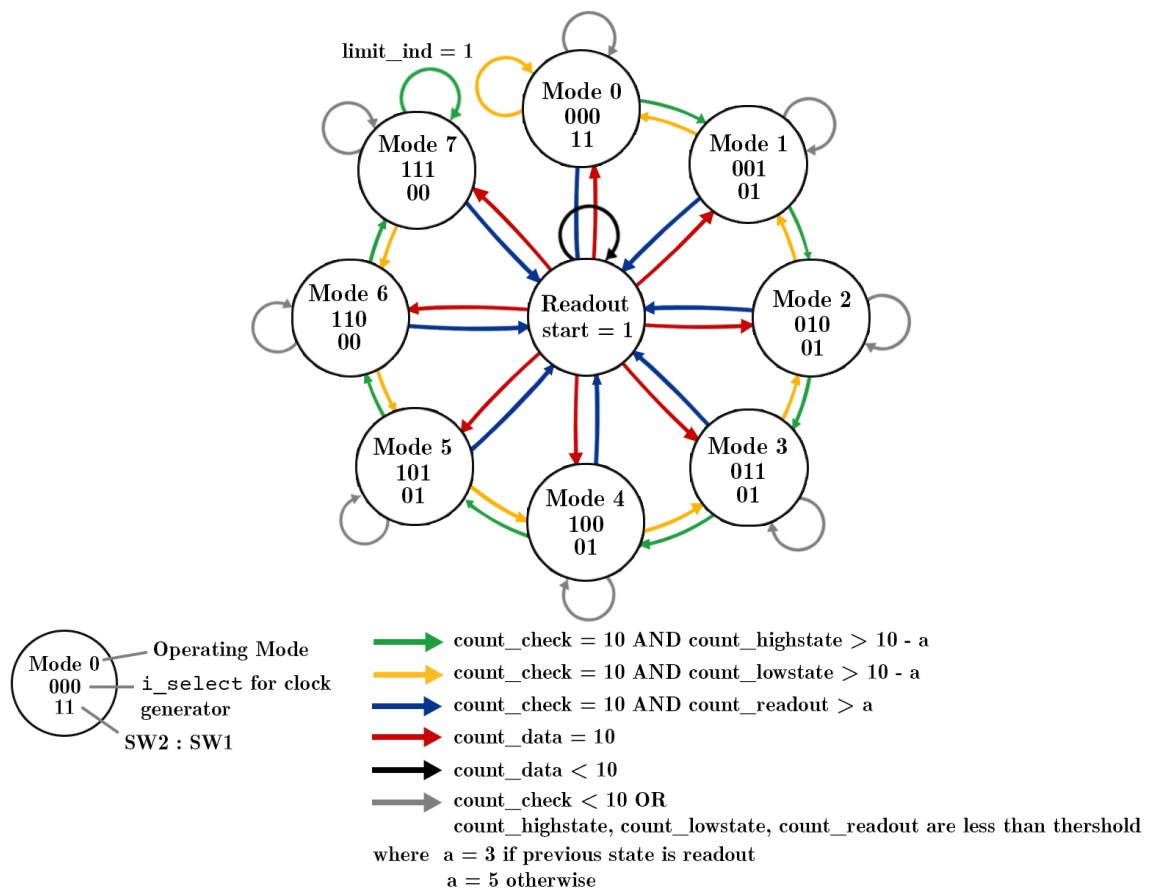 limit_ind = 1
Mode 0
000
11
Mode 1
001
01
Mode 2
010
01
Mode 3
011
01
Mode 4
100
01
Mode 5
101
01
Mode 6
110
00
Mode 7
111
00
Readout
start = 1
Mode 0
000
11
Operating Mode
i_select for clock
generator
SW2 : SW1
count_check = 10 AND count_highstate > 10 - a
count_check = 10 AND count_lowstate > 10 - a
count_check = 10 AND count_readout > a
count_data = 10
count_data < 10
count_check < 10 OR
count_highstate, count_lowstate, count_readout are less than thershold
where a = 3 if previous state is readout
a = 5 otherwise